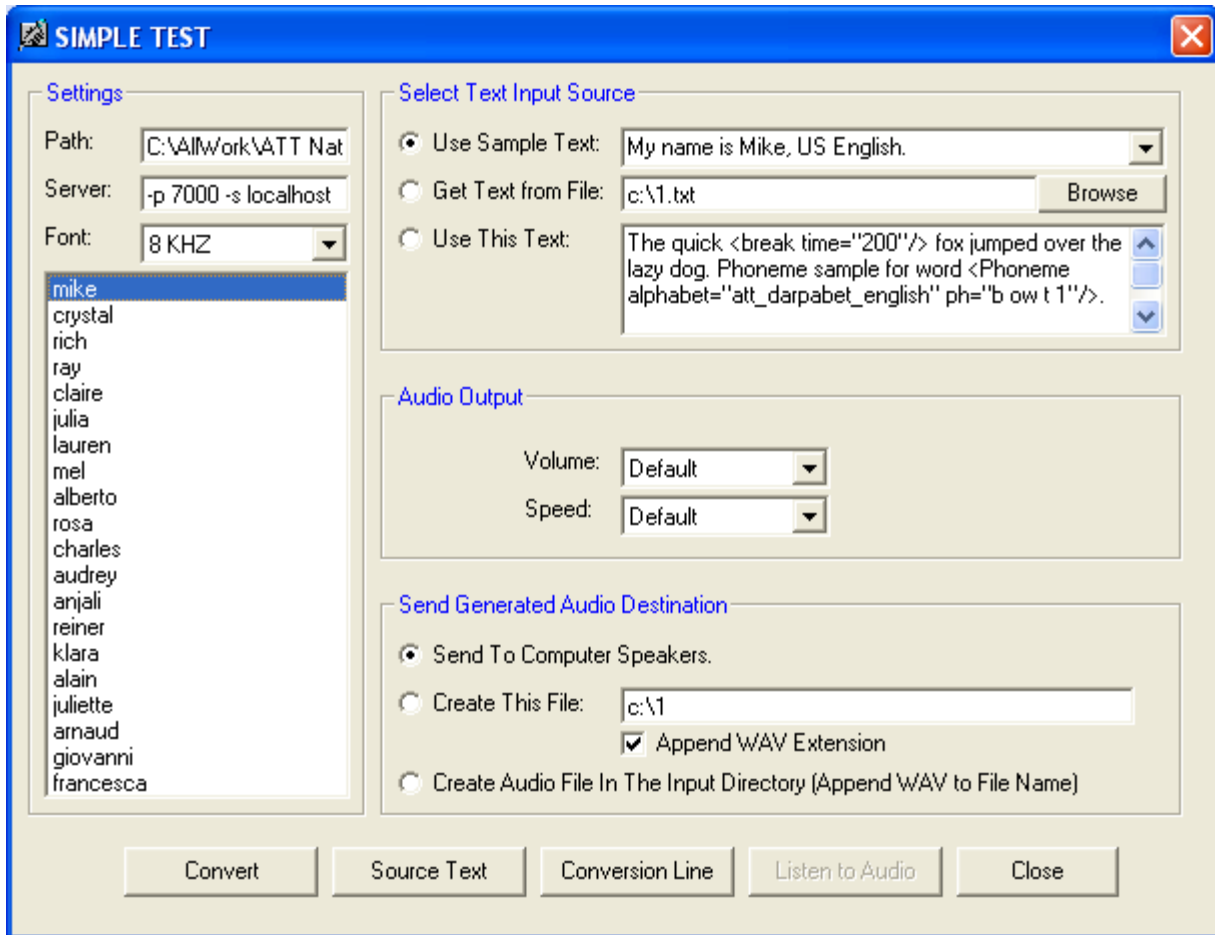 SIMPLE TEST
Settings
Path: C:\AllWork\ATT Nat
Server: -p 7000 -s localhost
Font: 8 KHZ
mike
crystal
rich
ray
claire
julia
lauren
mel
alberto
rosa
charles
audrey
anjali
reiner
klara
alain
juliette
arnaud
giovanni
francesca
Select Text Input Source
Use Sample Text: My name is Mike, US English.
Get Text from File: c:\1.txt Browse
Use This Text: The quick <break time="200"/> fox jumped over the
lazy dog. Phoneme sample for word <Phoneme
alphabet="att_darpabet_english" ph="b ow t 1"/>.
Audio Output
Volume: Default
Speed: Default
Send Generated Audio Destination
Send To Computer Speakers.
Create This File: c:\1
Append WAV Extension
Create Audio File In The Input Directory (Append WAV to File Name)
Convert Source Text Conversion Line Listen to Audio Close